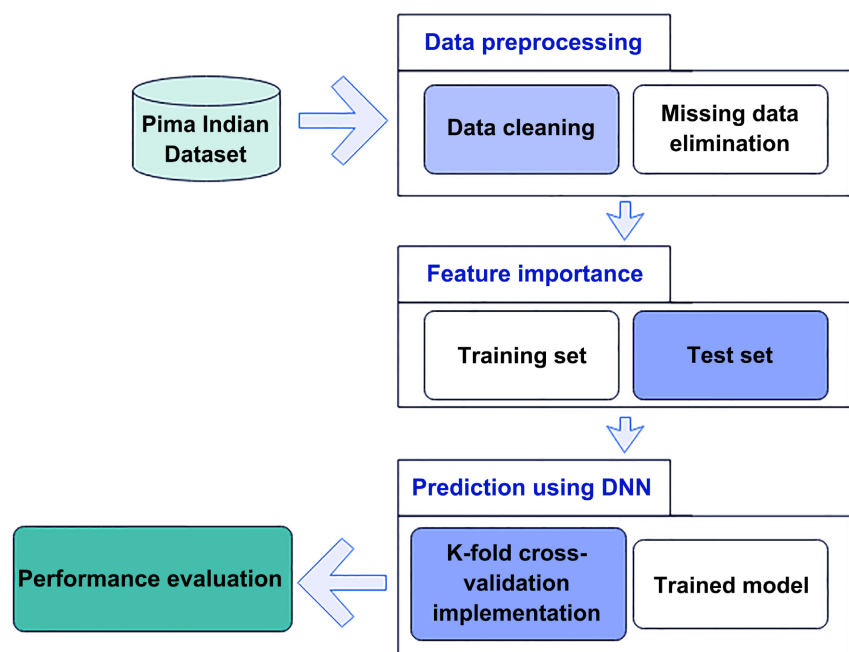 Data preprocessing
Pima Indian
Dataset
Data cleaning
Missing data
elimination
Feature importance
Training set
Test set
Prediction using DNN
K-fold cross-
validation
implementation
Trained model
Performance evaluation